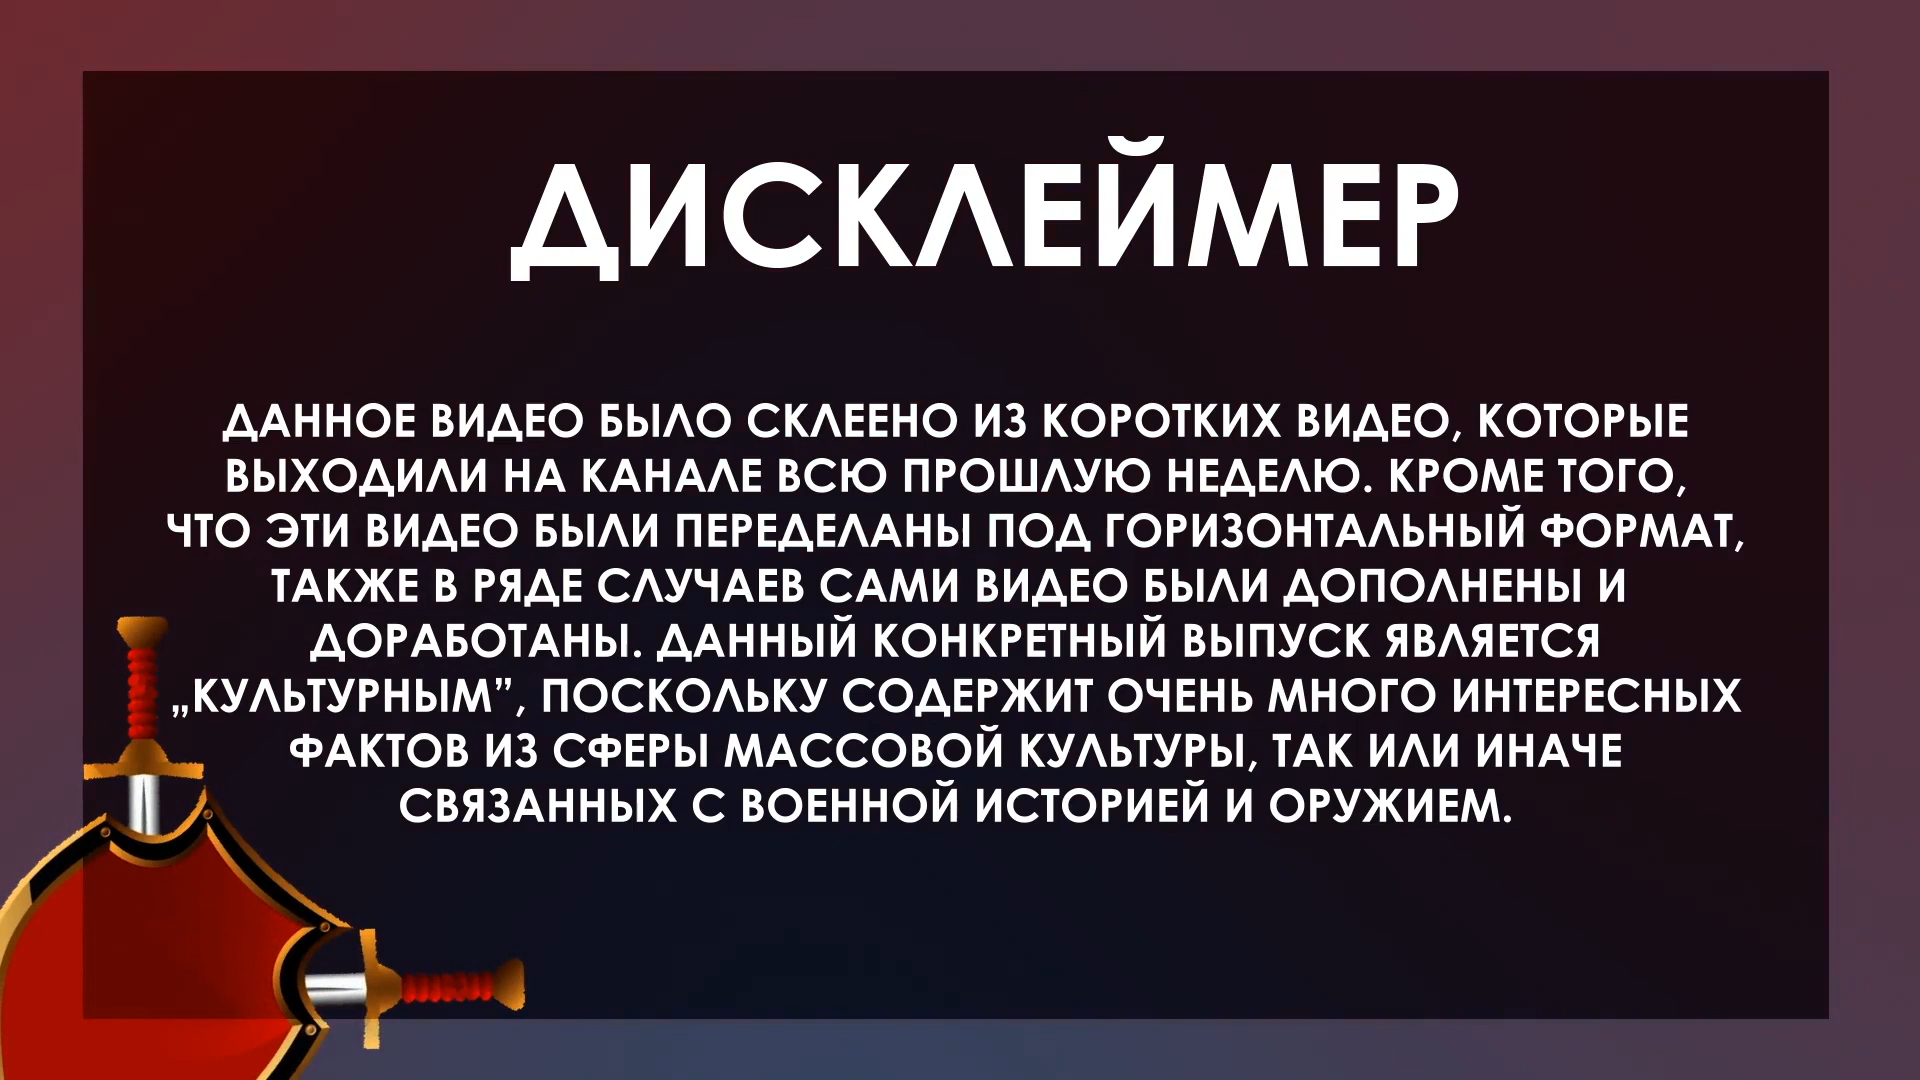 ДИСКЛЕЙМЕР
ДАННОЕ ВИДЕО БЫЛО СКЛЕЕНО ИЗ КОРОТКИХ ВИДЕО, КОТОРЫЕ
ВЫХОДИЛИ НА КАНАЛЕ ВСЮ ПРОШЛУЮ НЕДЕЛЮ. КРОМЕ ТОГО,
ЧТО ЭТИ ВИДЕО БЫЛИ ПЕРЕДЕЛАНЫ ПОД ГОРИЗОНТАЛЬНЫЙ ФОРМАТ,
ТАКЖЕ В РЯДЕ СЛУЧАЕВ САМИ ВИДЕО БЫЛИ ДОПОЛНЕНЫ И
ДОРАБОТАНЫ. ДАННЫЙ КОНКРЕТНЫЙ ВЫПУСК ЯВЛЯЕТСЯ
„КУЛЬТУРНЫМ”, ПОСКОЛЬКУ СОДЕРЖИТ ОЧЕНЬ МНОГО ИНТЕРЕСНЫХ
ФАКТОВ ИЗ СФЕРЫ МАССОВОЙ КУЛЬТУРЫ, ТАК ИЛИ ИНАЧЕ
СВЯЗАННЫХ С ВОЕННОЙ ИСТОРИЕЙ И ОРУЖИЕМ.